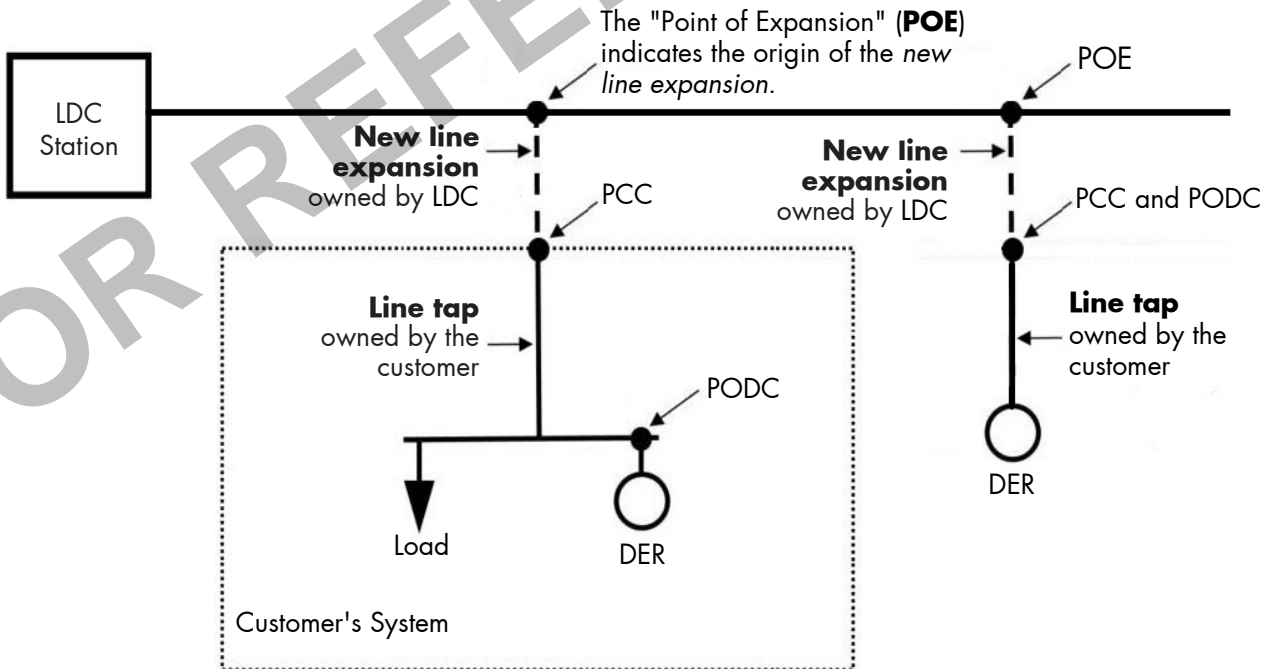 The "Point of Expansion" (POE)
indicates the origin of the new
line expansion.
POE
LDC
Station
New line
expansion
owned by LDC
PCC
New line
expansion
owned by LDC
PCC and PODC
Line tap
owned by the
customer
PODC
Line tap
owned by the
customer
DER
Load
DER
Customer's System
OR REFE